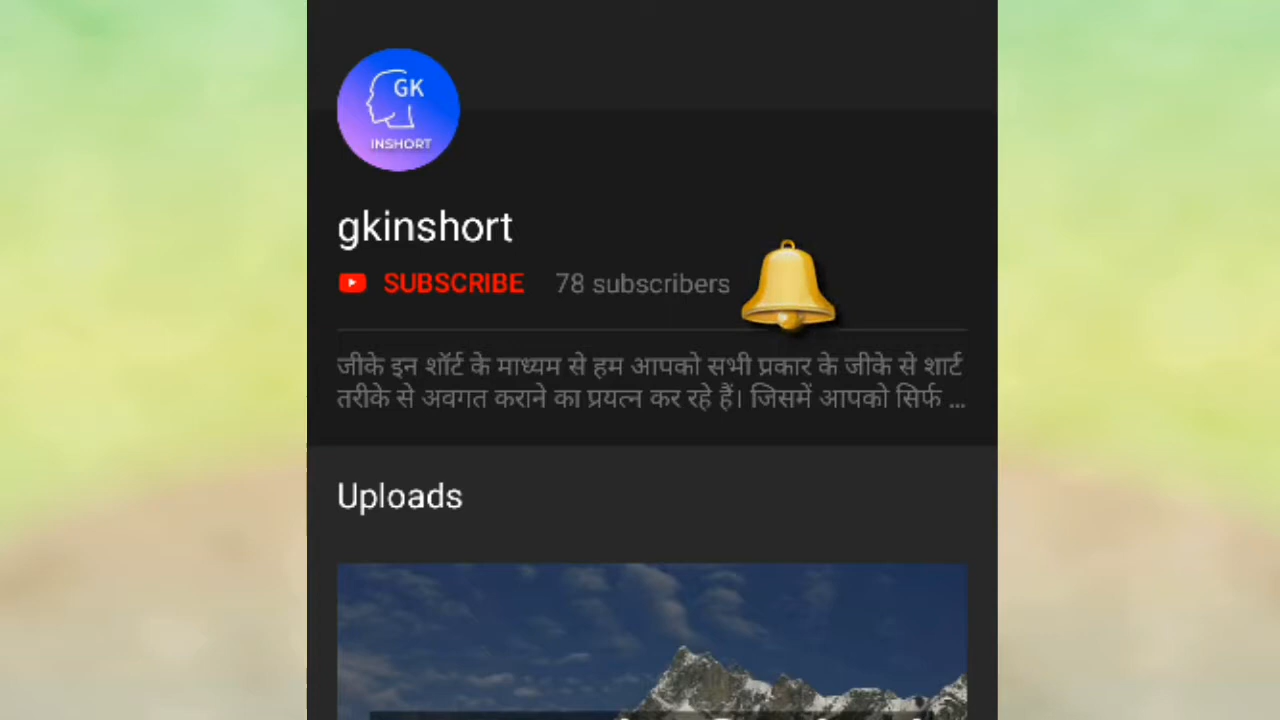 GK
INSHORT
gkinshort
SUBSCRIBE 78 subscribers
जीके इन शॉर्ट के माध्यम से हम आपको सभी प्रकार के जीके से शार्ट
तरीके से अवगत कराने का प्रयत्न कर रहे हैं। जिसमें आपको सिर्फ ...
Uploads